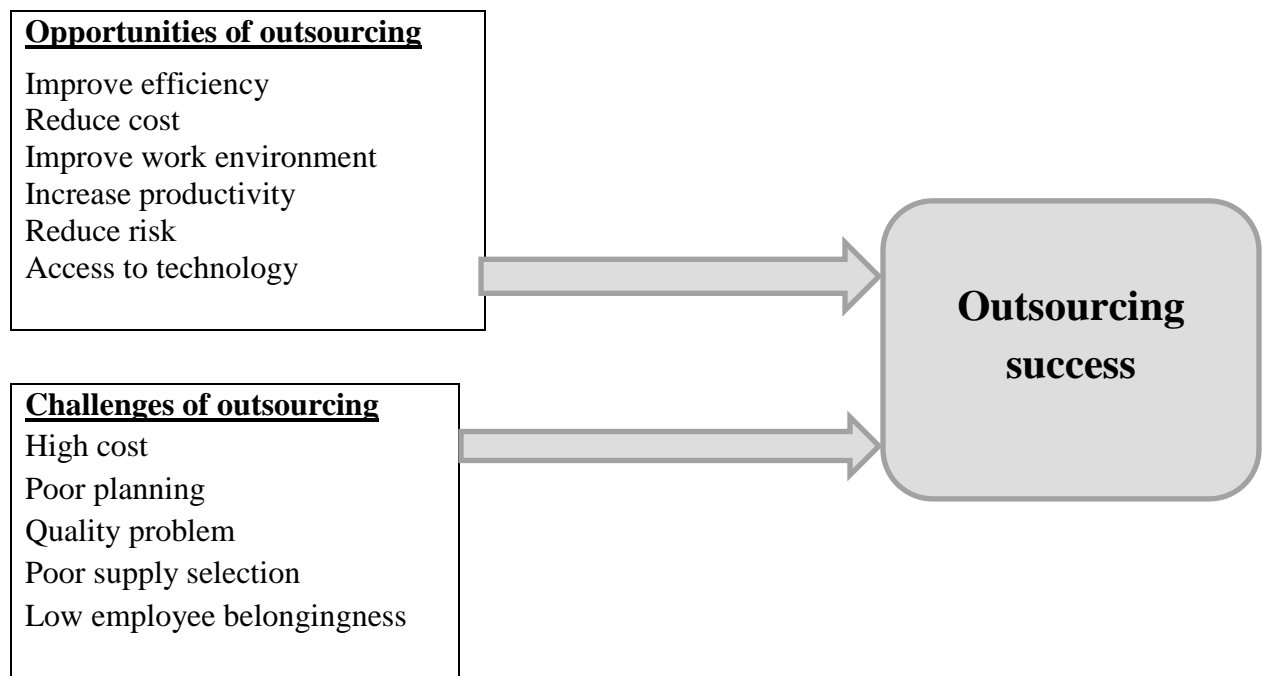 Opportunities of outsourcing
Improve efficiency
Reduce cost
Improve work environment
Increase productivity
Reduce risk
Access to technology
Challenges of outsourcing
High cost
Poor planning
Quality problem
Poor supply selection
Low employee belongingness
Outsourcing
success